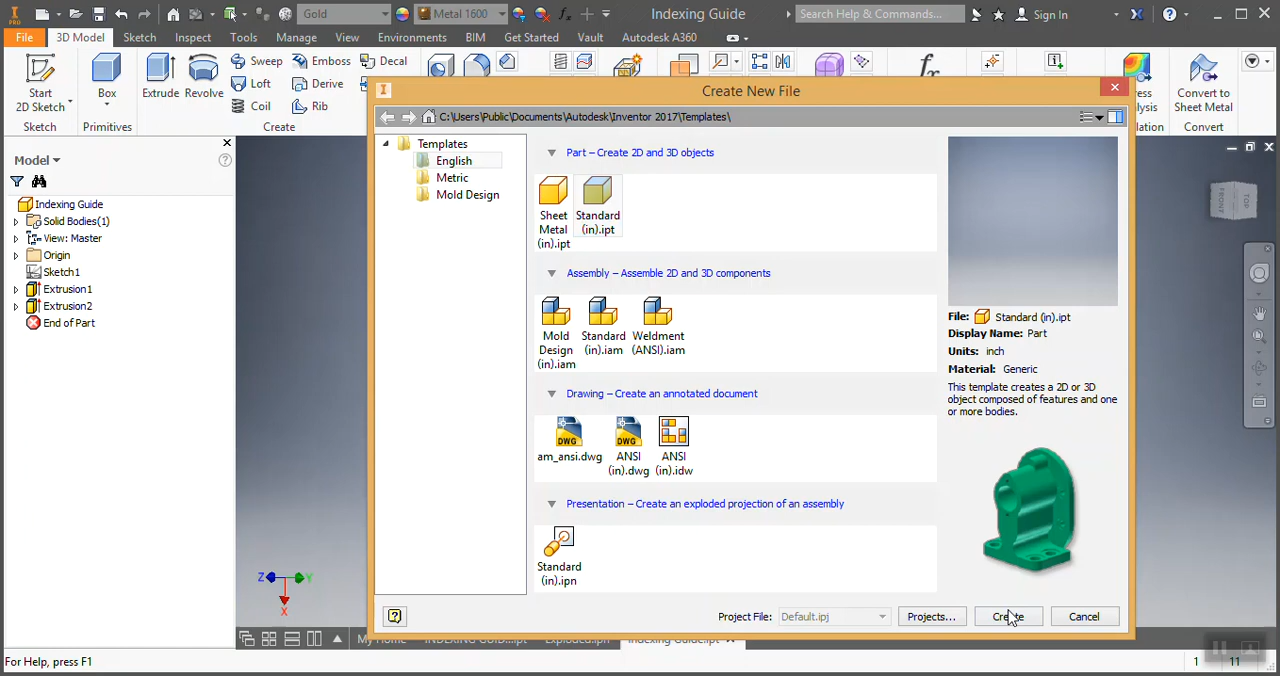 PRO
Gold
Metal 1600
fx
Indexing Guide
Search Help & Commands...
Sign In
File
3D Model
Sketch
Inspect
Tools
Manage
View
Environments
BIM
Get Started
Vault
Autodesk A360
Start
2D Sketch
Box
Extrude
Revolve
Sweep
Emboss
Decal
Loft
Derive
Coil
Rib
fx
Convert to
Sheet Metal
Sketch
Primitives
Create
Convert
Create New File
C:\Users\Public\Documents\Autodesk\Inventor 2017\Templates\
Model
Indexing Guide
Solid Bodies(1)
View: Master
Origin
Sketch1
Extrusion1
Extrusion2
End of Part
Templates
English
Metric
Mold Design
Part – Create 2D and 3D objects
Sheet
Metal
(in).ipt
Standard
(in).ipt
Assembly – Assemble 2D and 3D components
Mold
Design
(in).iam
Standard
(in).iam
Weldment
(ANSI).iam
Drawing – Create an annotated document
DWG
am_ansi.dwg
DWG
ANSI
(in).dwg
ANSI
(in).idw
Presentation – Create an exploded projection of an assembly
Standard
(in).ipn
File: Standard (in).ipt
Display Name: Part
Units: inch
Material: Generic
This template creates a 2D or 3D
object composed of features and one
or more bodies.
FRONT
TOP
Z
Y
X
Project File:
Default.ipj
Projects...
Create
Cancel
My Home
Exploded.ipn
Indexing Guide.ipt
For Help, press F1
1
11